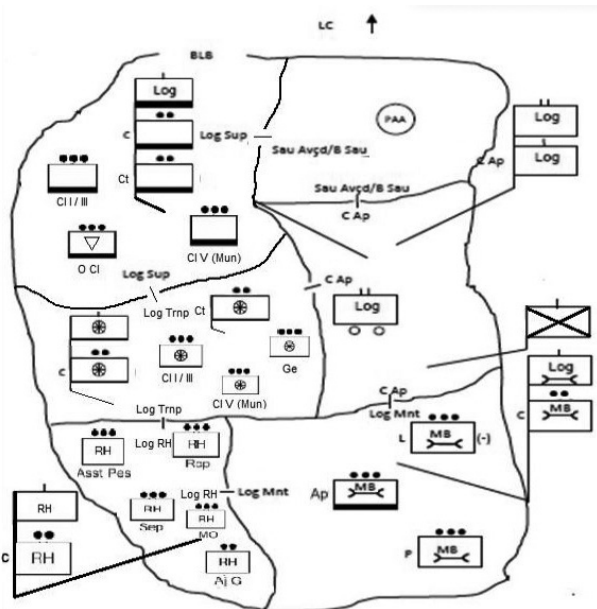 LC
BLB
Log
C
Ct
Log Sup
Cl I / III
O Cl
Cl V (Mun)
PAA
Sau Avçd/B Sau
Sau Avçd/B Sau
C Ap
C Ap
Log
Log
Log Sup
Log Trnp
C Ap
Log
Ct
C
Cl I / III
Ge
Cl V (Mun)
Log Trnp
Log RH
C Ap
Log Mnt
Log
C
MB
L
MB
(-)
RH
Asst Pes
RH
Rcp
Log RH
Log Mnt
RH
Sep
RH
MO
RH
Aj G
RH
C
RH
Ap
MB
P
MB